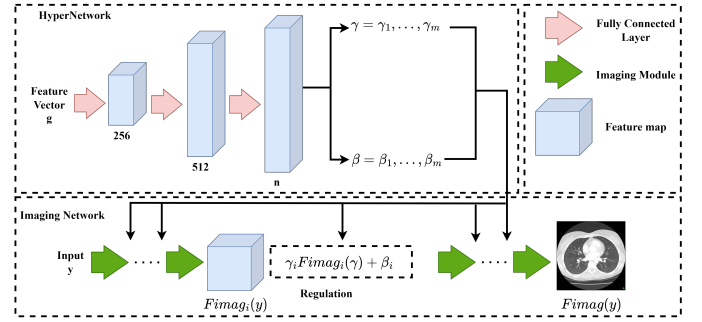 HyperNetwork
Feature
Vector
g
256
512
n
γ = γ₁, . . . , γₘ
β = β₁, . . . , βₘ
Fully Connected
Layer
Imaging Module
Feature map
Imaging Network
Input
y
. . . .
Fimagᵢ(y)
γᵢFimagᵢ(γ) + βᵢ
Regulation
. . . .
Fimag(y)